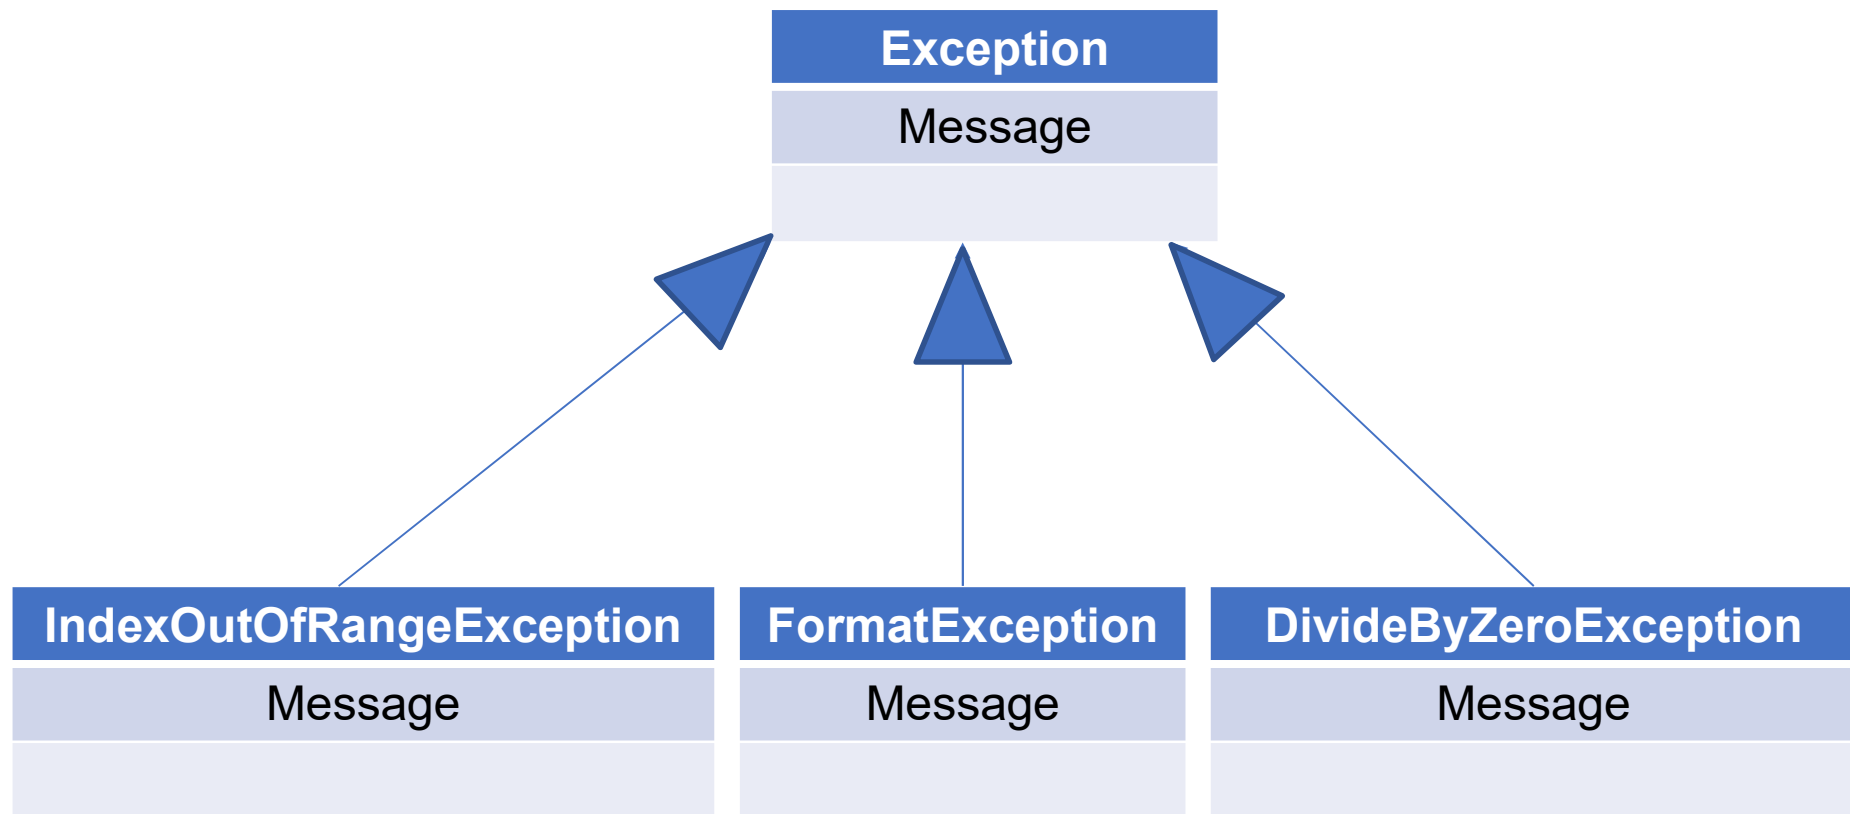 Exception
Message
IndexOutOfRangeException
Message
FormatException
Message
DivideByZeroException
Message